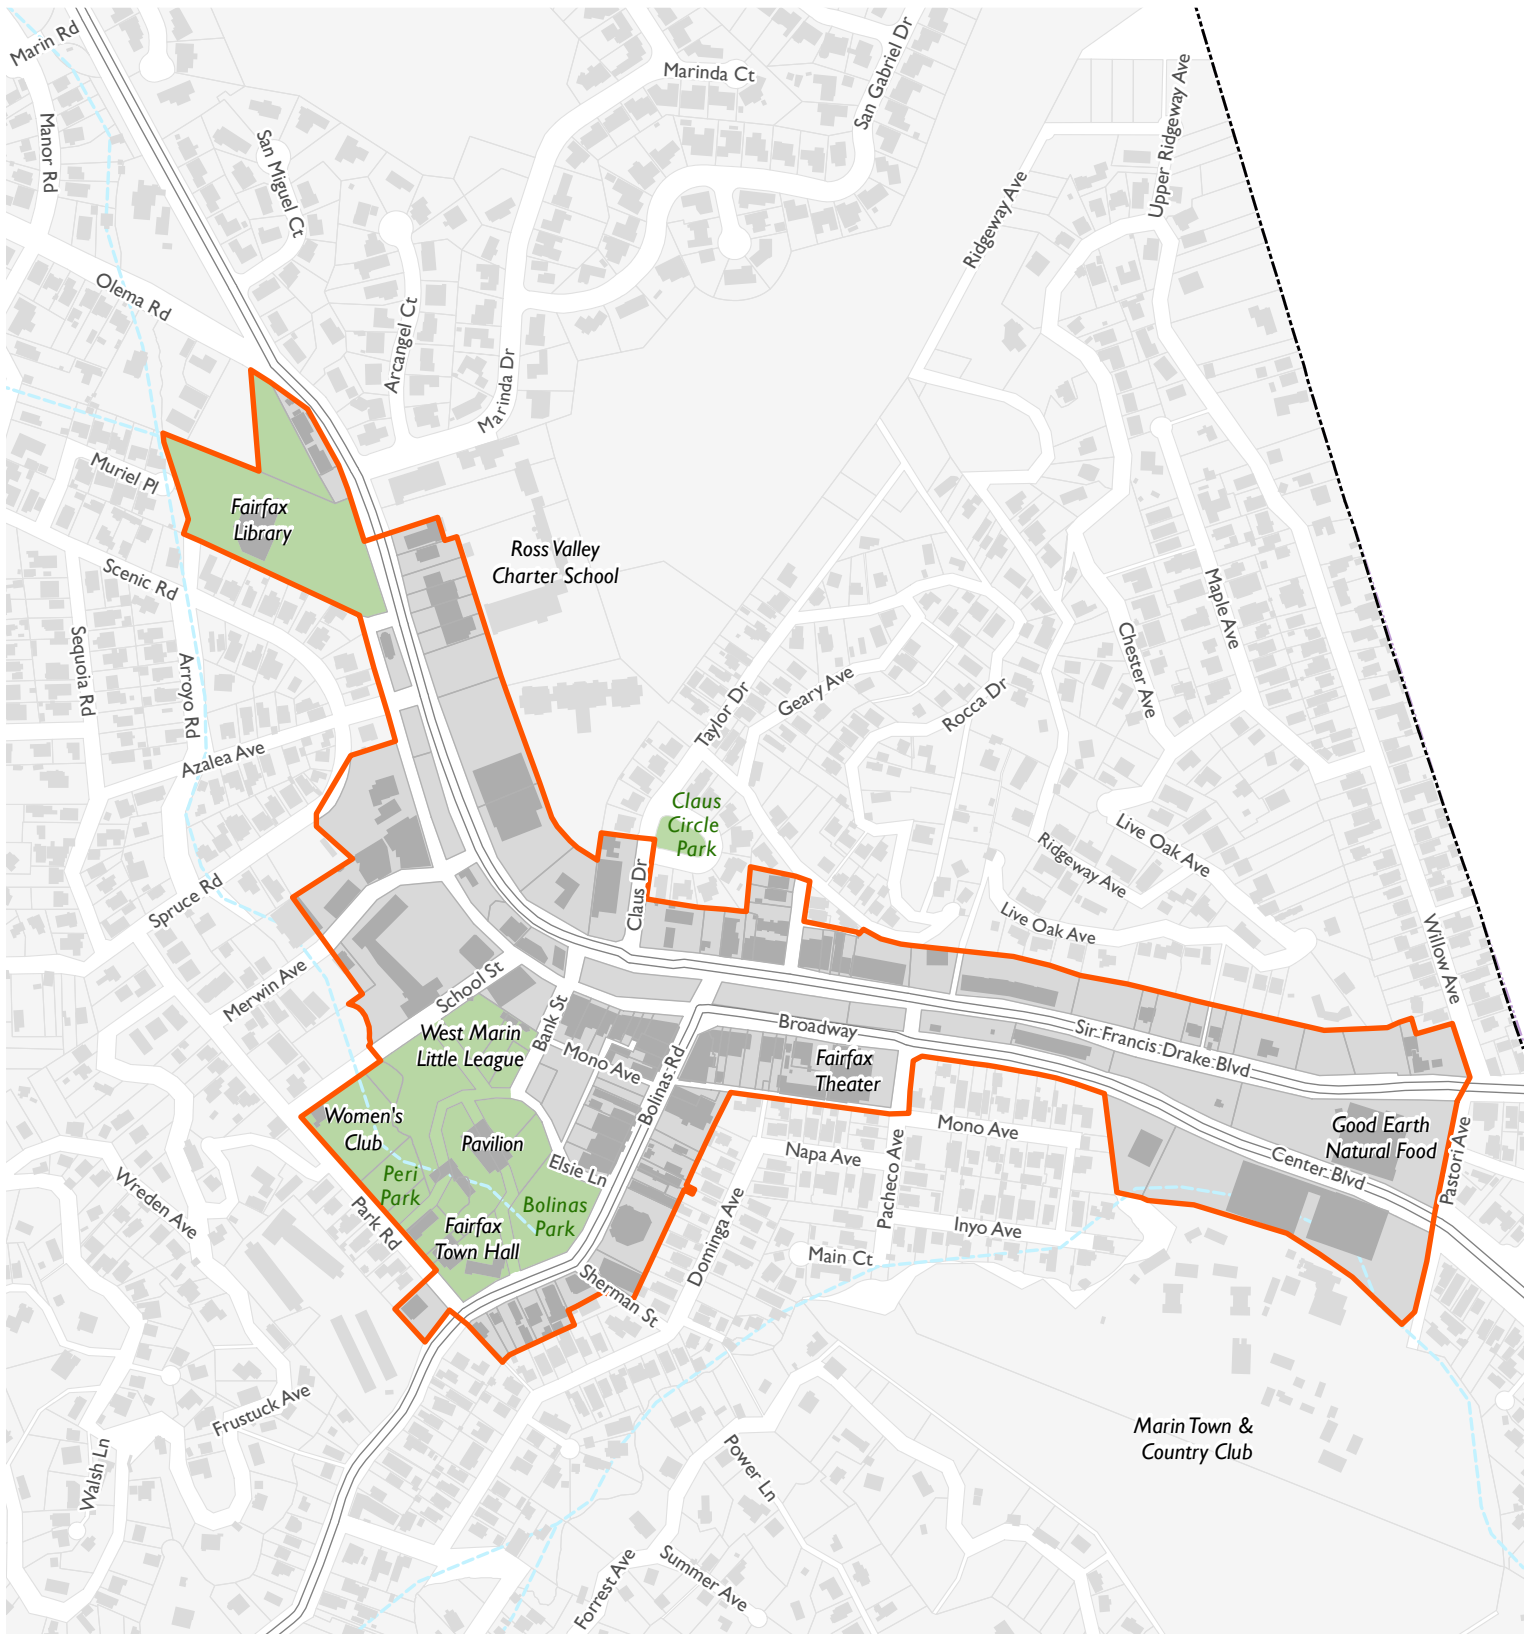 Marin Rd
Marinda Ct
San Gabriel Dr
Manor Rd
San Miguel Ct
Upper Ridgeway Ave
Ridgeway Ave
Olema Rd
Arcangel Ct
Marinda Dr
Muriel Pl
Fairfax
Library
Ross Valley
Charter School
Scenic Rd
Maple Ave
Sequoia Rd
Arroyo Rd
Chester Ave
Geary Ave
Rocca Dr
Taylor Dr
Azalea Ave
Claus
Circle
Park
Live Oak Ave
Ridgeway Ave
Spruce Rd
Claus Dr
Live Oak Ave
Willow Ave
Merwin Ave
School St
Bank St
West Marin
Little League
Broadway
Sir Francis Drake Blvd
Mono Ave
Fairfax
Theater
Bolinas Rd
Women's
Club
Pavilion
Mono Ave
Good Earth
Natural Food
Peri
Park
Elsie Ln
Napa Ave
Pacheco Ave
Center Blvd
Pastori Ave
Wreden Ave
Park Rd
Bolinas
Park
Fairfax
Town Hall
Dominga Ave
Inyo Ave
Main Ct
Sherman St
Frustuck Ave
Marin Town &
Country Club
Walsh Ln
Power Ln
Forrest Ave
Summer Ave